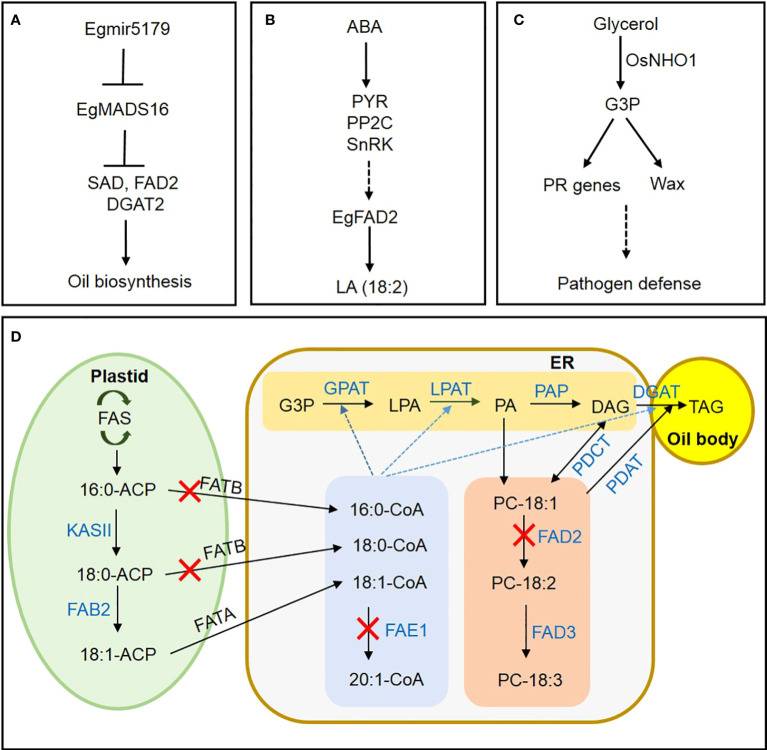 A
Egmir5179
EgMADS16
SAD, FAD2
DGAT2
Oil biosynthesis
B
ABA
PYR
PP2C
SnRK
EgFAD2
LA (18:2)
C
Glycerol
OsNHO1
G3P
PR genes
Wax
Pathogen defense
D
Plastid
FAS
16:0-ACP
KASII
18:0-ACP
FAB2
18:1-ACP
FATB
FATB
FATA
ER
GPAT
LPAT
PAP
DGAT
G3P
LPA
PA
DAG
TAG
Oil body
PDCT
PDAT
16:0-CoA
18:0-CoA
18:1-CoA
FAE1
20:1-CoA
PC-18:1
FAD2
PC-18:2
FAD3
PC-18:3